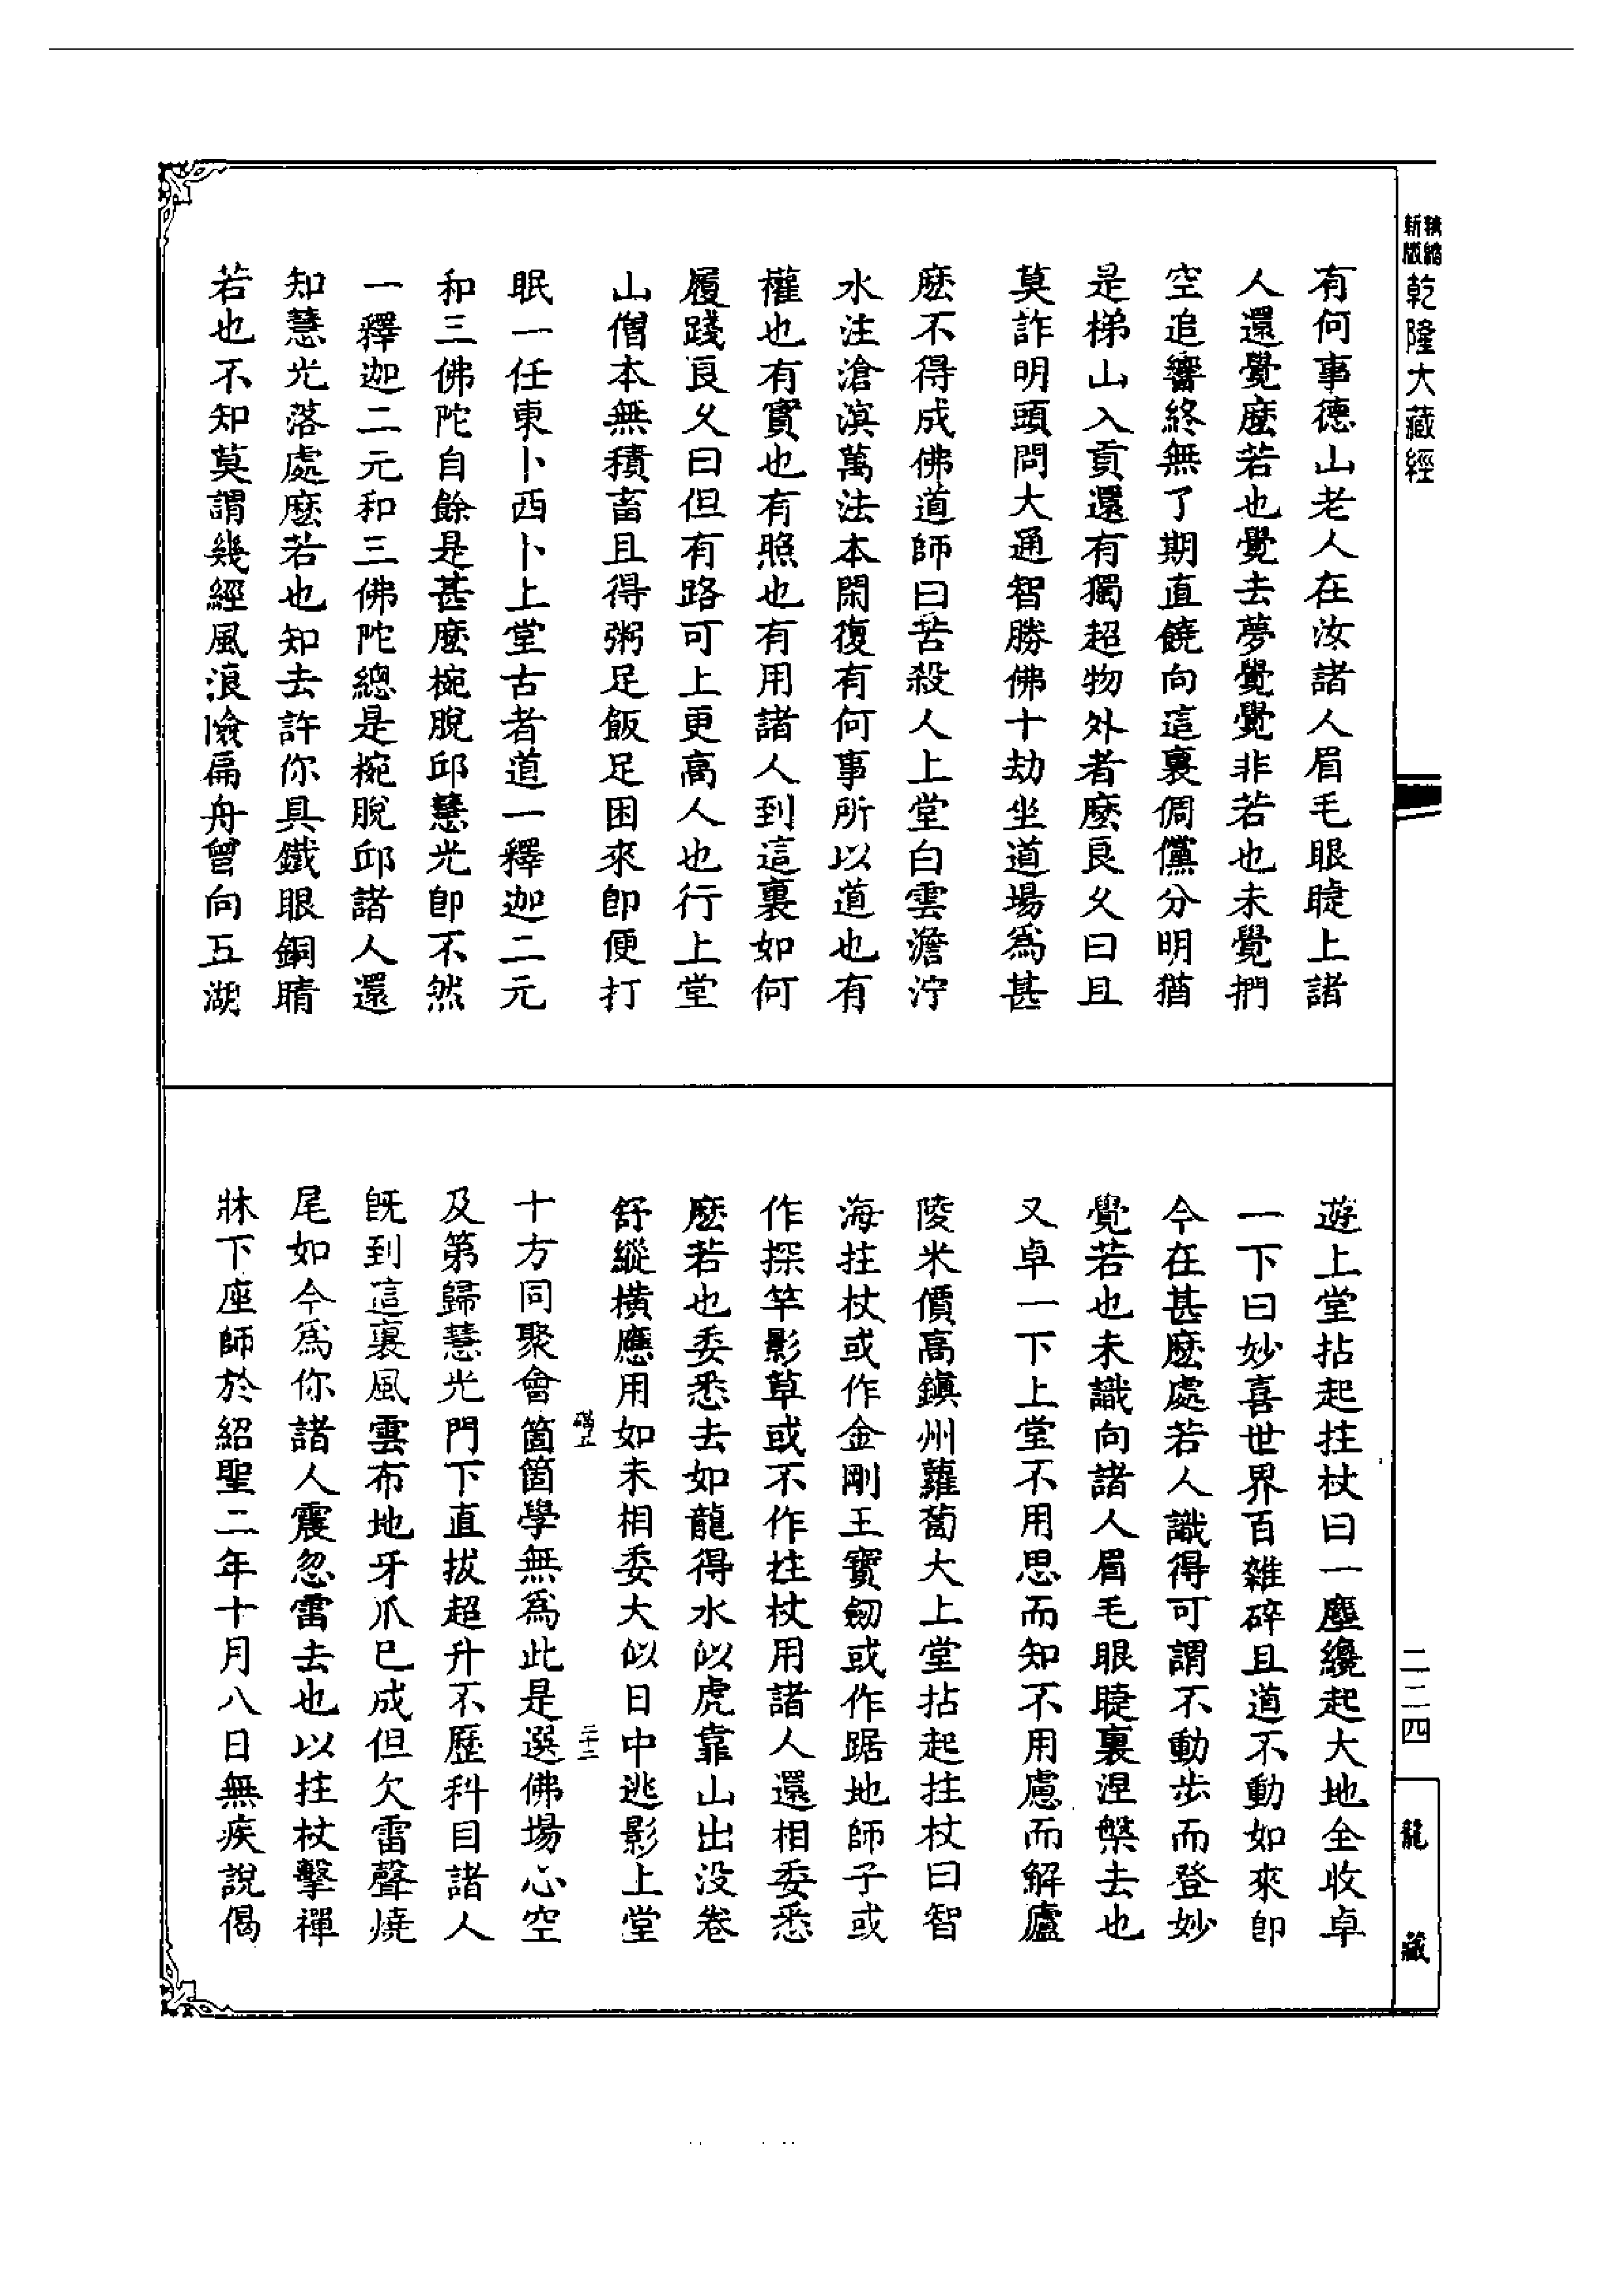 新版精縮
乾隆大藏經
有何事德山老人在汝諸人眉毛眼睫上諸
人還覺麼若也覺去夢覺覺非若也未覺捫
空追響終無了期直饒向這裏倜儻分明猶
是梯山入貢還有獨超物外者麼良久曰且
莫詐明頭問大通智勝佛十劫坐道場爲甚
麼不得成佛道師曰苦殺人上堂白雲澹泞
水注滄溟萬法本閑復有何事所以道也有
權也有實也有照也有用諸人到這裏如何
履踐良久曰但有路可上更高人也行上堂
山僧本無積畜且得粥足飯足困來即便打
眠一任東卜西卜上堂古者道一釋迦二元
和三佛陀自餘是甚麼椀脫邱慧光即不然
一釋迦二元和三佛陀總是椀脫邱諸人還
知慧光落處麼若也知去許你具鐵眼銅睛
若也不知莫謂幾經風浪險扁舟曾向五湖
遊上堂拈起拄杖曰一塵纔起大地全收卓
一下曰妙喜世界百雜碎且道不動如來即
今在甚麼處若人識得可謂不動步而登妙
覺若也未識向諸人眉毛眼睫裏涅槃去也
又卓一下上堂不用思而知不用慮而解廬
陵米價高鎮州蘿蔔大上堂拈起拄杖曰智
海拄杖或作金剛王寶劒或作踞地師子或
作探竿影草或不作拄杖用諸人還相委悉
麼若也委悉去如龍得水似虎靠山出没卷
舒縱橫應用如未相委大似日中逃影上堂
十方同聚會箇箇學無爲此是選佛場心空
及第歸慧光門下直拔超升不歷科目諸人
旣到這裏風雲布地牙爪已成但欠雷聲燒
尾如今爲你諸人震忽雷去也以拄杖擊禪
牀下座師於紹聖二年十月八日無疾說偈
二十二
二二四
龍藏